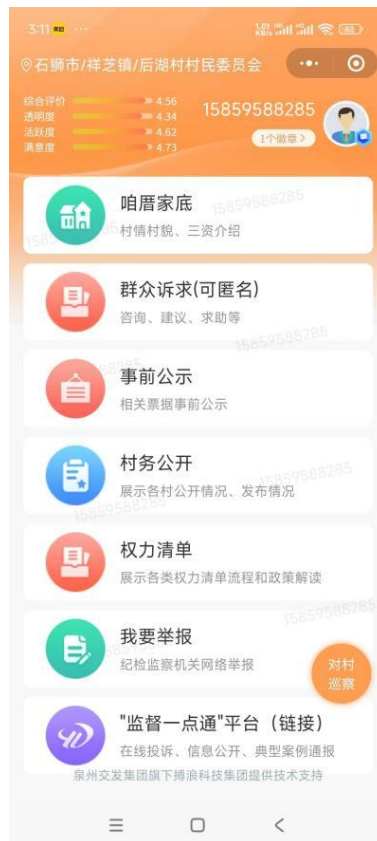 3:11
石狮市/祥芝镇/后湖村村民委员会
综合评价 4.56
透明度 4.34
活跃度 4.62
满意度 4.73
15859588285
1个徽章>
咱厝家底
村情村貌、三资介绍
群众诉求(可匿名)
咨询、建议、求助等
事前公示
相关票据事前公示
村务公开
展示各村公开情况、发布情况
权力清单
展示各类权力清单流程和政策解读
我要举报
纪检监察机关网络举报
对村
巡察
"监督一点通"平台（链接）
在线投诉、信息公开、典型案例通报
泉州交发集团旗下搏浪科技集团提供技术支持